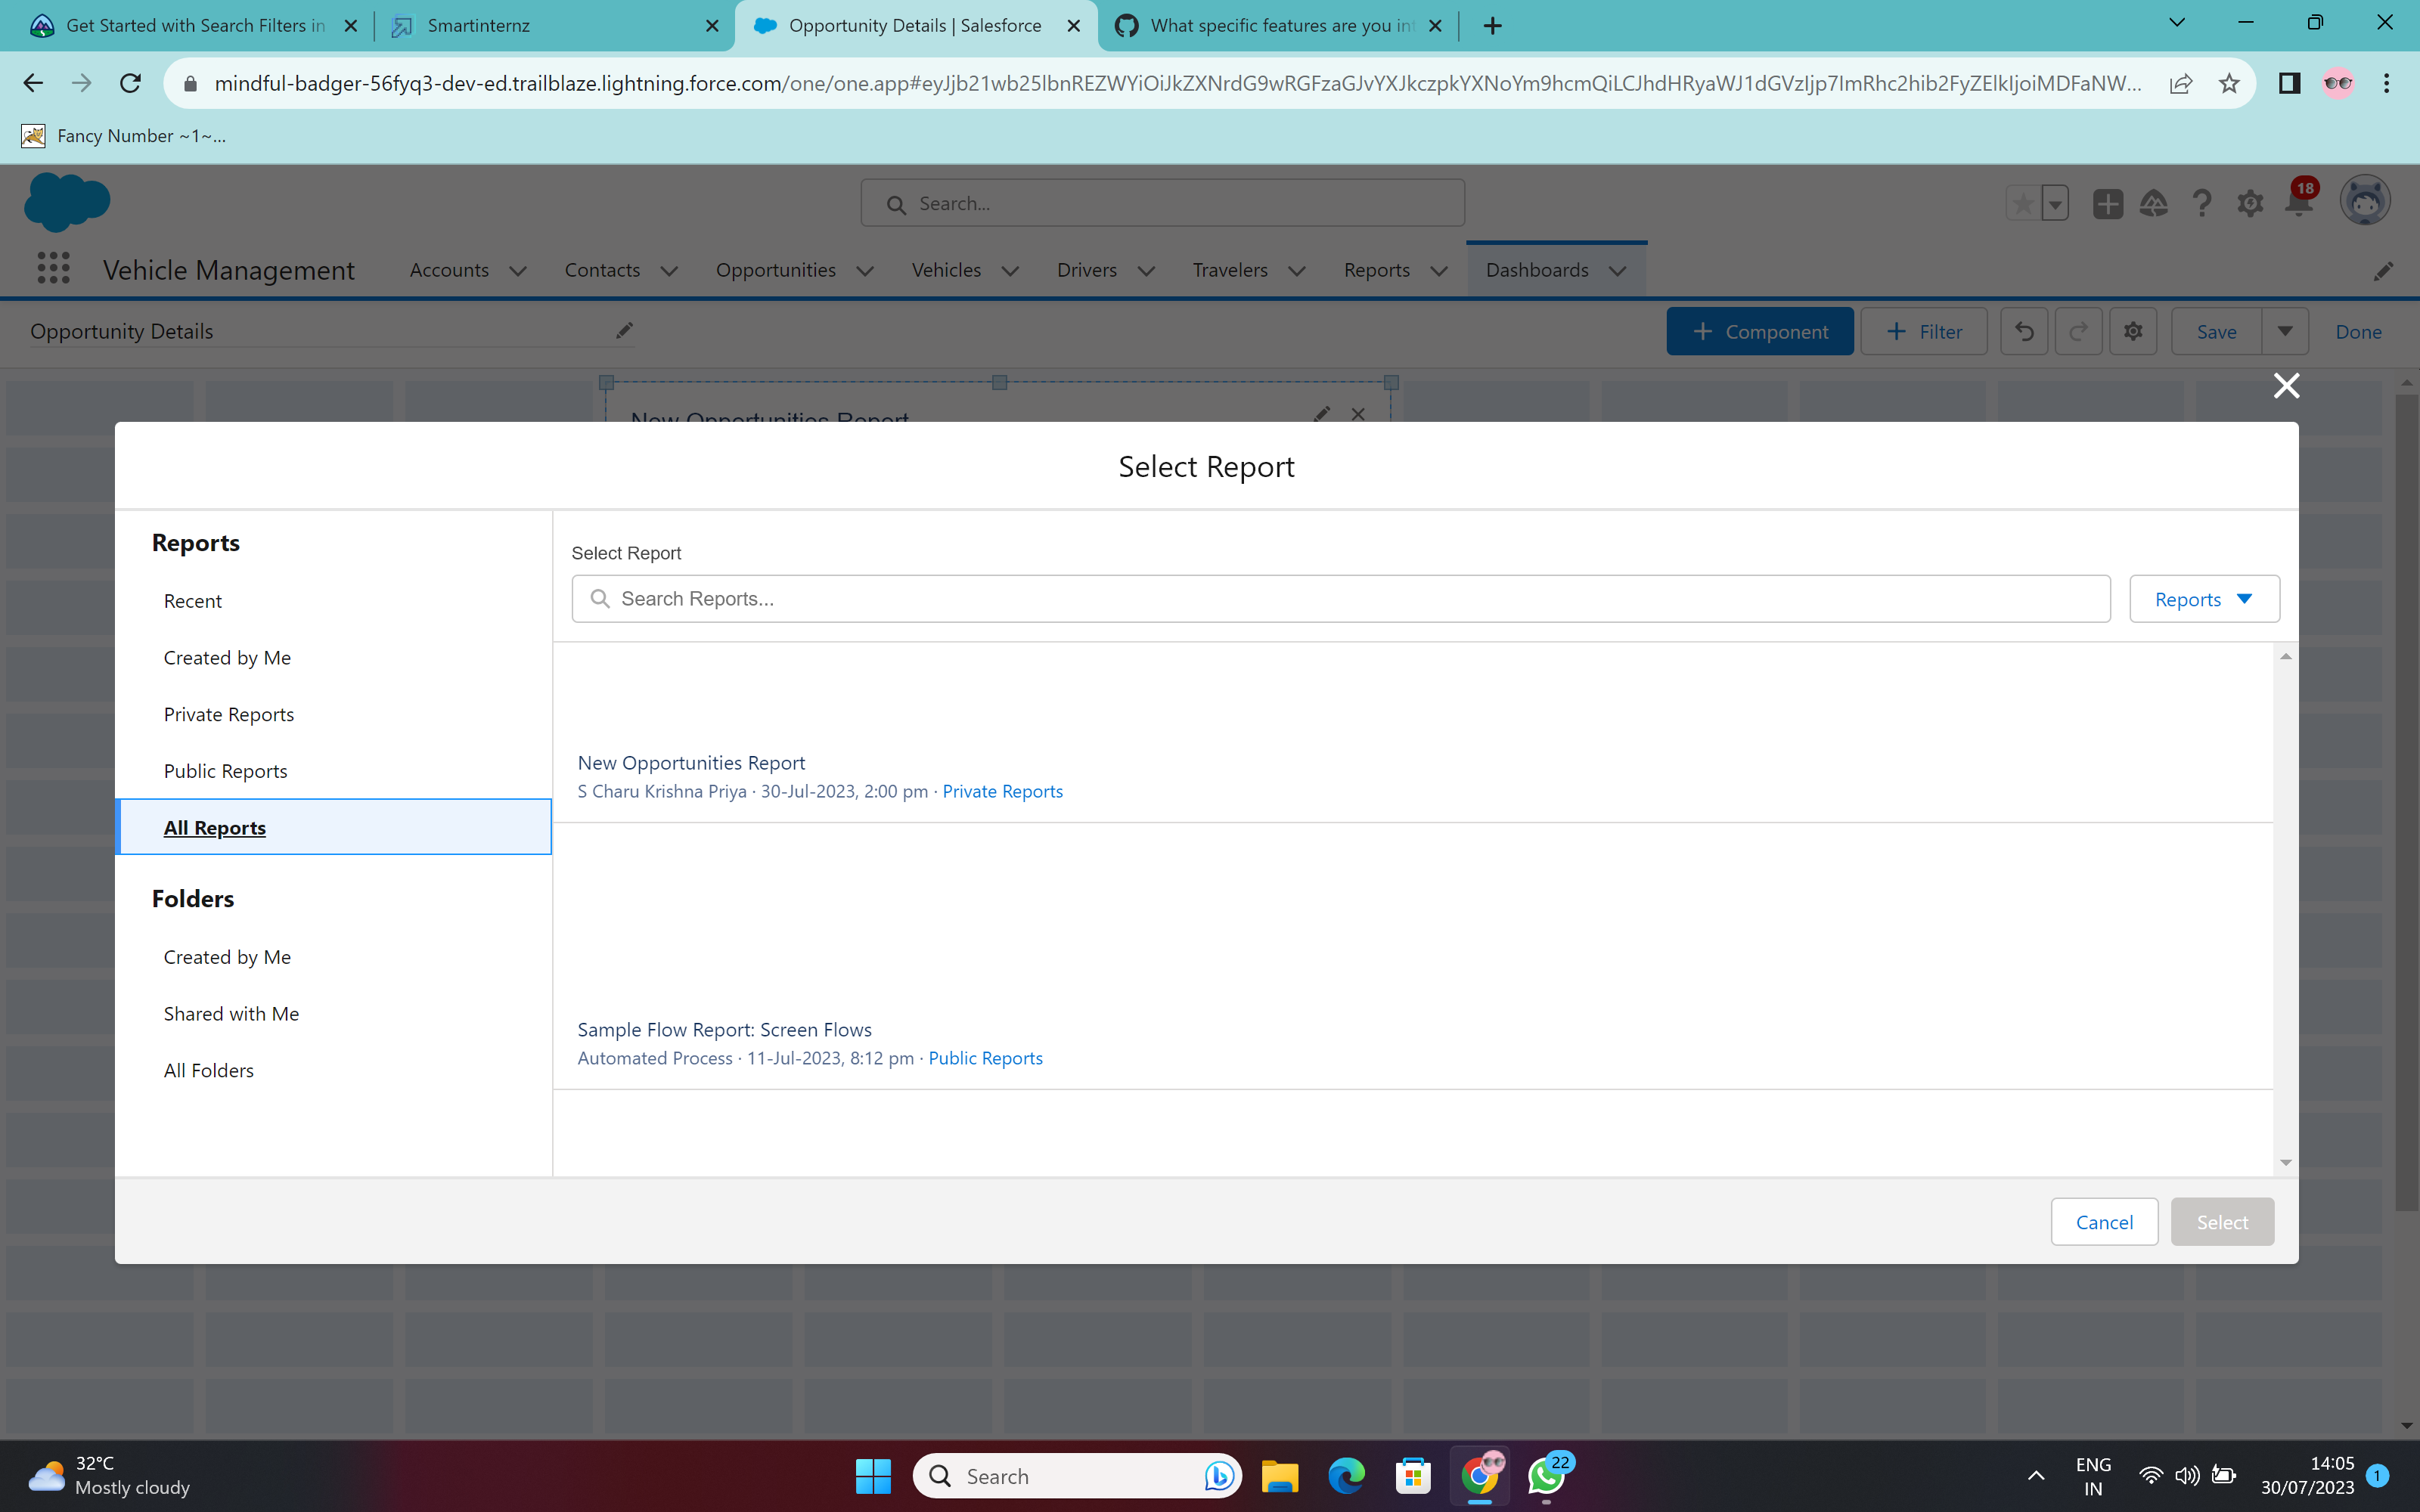 Get Started with Search Filters in
Smartinternz
Opportunity Details | Salesforce
What specific features are you int
mindful-badger-56fyq3-dev-ed.trailblaze.lightning.force.com/one/one.app#eyJjb21wb25lbnREZWYiOiJkZXNrdG9wRGFzaGJvYXJkczpkYXNoYm9hcmQiLCJhdHRyaWJ1dGVzIjp7ImRhc2hib2FyZElkIjoiMDFaNW...
Fancy Number ~1~...
Search...
18
Vehicle Management
Accounts
Contacts
Opportunities
Vehicles
Drivers
Travelers
Reports
Dashboards
Opportunity Details
Component
Filter
Save
Done
New Opportunities Report
Select Report
Reports
Recent
Created by Me
Private Reports
Public Reports
All Reports
Folders
Created by Me
Shared with Me
All Folders
Select Report
Search Reports...
Reports
New Opportunities Report
S Charu Krishna Priya · 30-Jul-2023, 2:00 pm · Private Reports
Sample Flow Report: Screen Flows
Automated Process · 11-Jul-2023, 8:12 pm · Public Reports
Cancel
Select
32°C
Mostly cloudy
Search
22
ENG
IN
14:05
30/07/2023
1